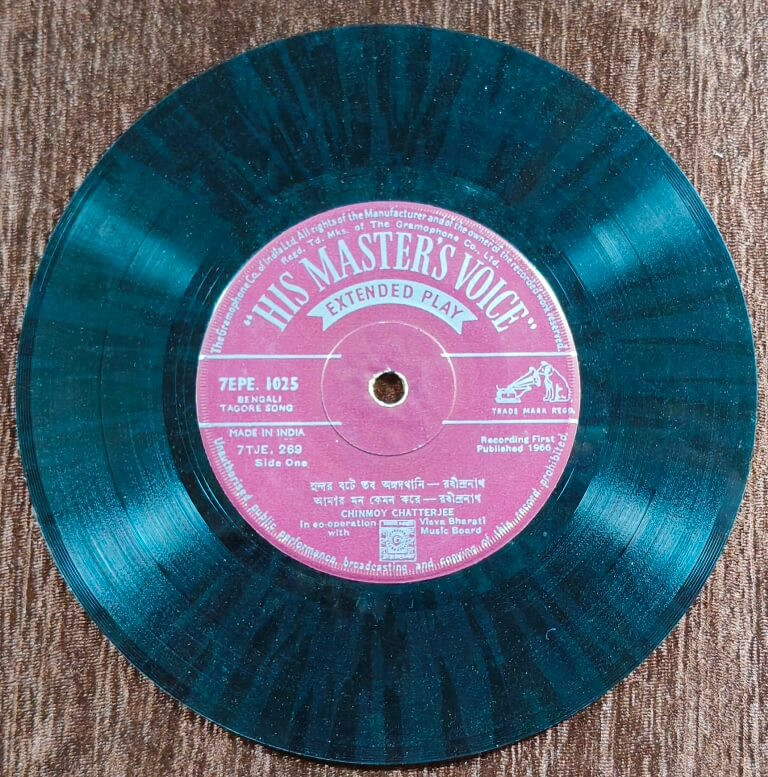 The Gramophone Co. of India Ltd. All rights of the Manufacturer and of the owner of the recorded work reserved.
Regd. Td. Mks. of The Gramophone Co., Ltd.
"HIS MASTER'S VOICE"
EXTENDED PLAY
7EPE. 1025
BENGALI
TAGORE SONG
TRADE MARK REGD.
MADE IN INDIA
7TJE. 269
Side One
Recording First
Published 1966
সুন্দর বটে তব অঙ্গদখানি — রবীন্দ্রনাথ
আমার মন কেমন করে — রবীন্দ্রনাথ
CHINMOY CHATTERJEE
In co-operation with Visva Bharati Music Board
Unauthorised public performance, broadcasting and copying of this record prohibited.